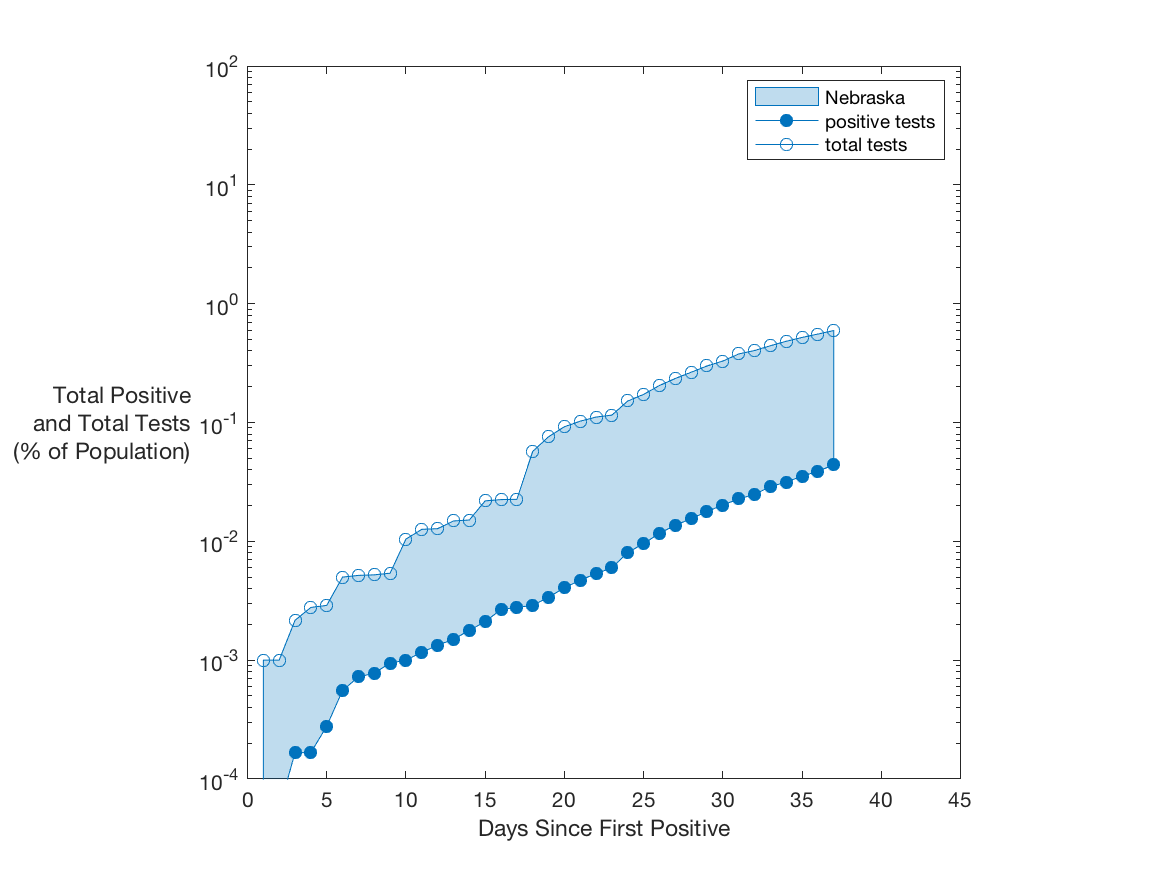 10^2
10^1
10^0
10^-1
10^-2
10^-3
10^-4
Total Positive
and Total Tests
(% of Population)
Nebraska
positive tests
total tests
0 5 10 15 20 25 30 35 40 45
Days Since First Positive